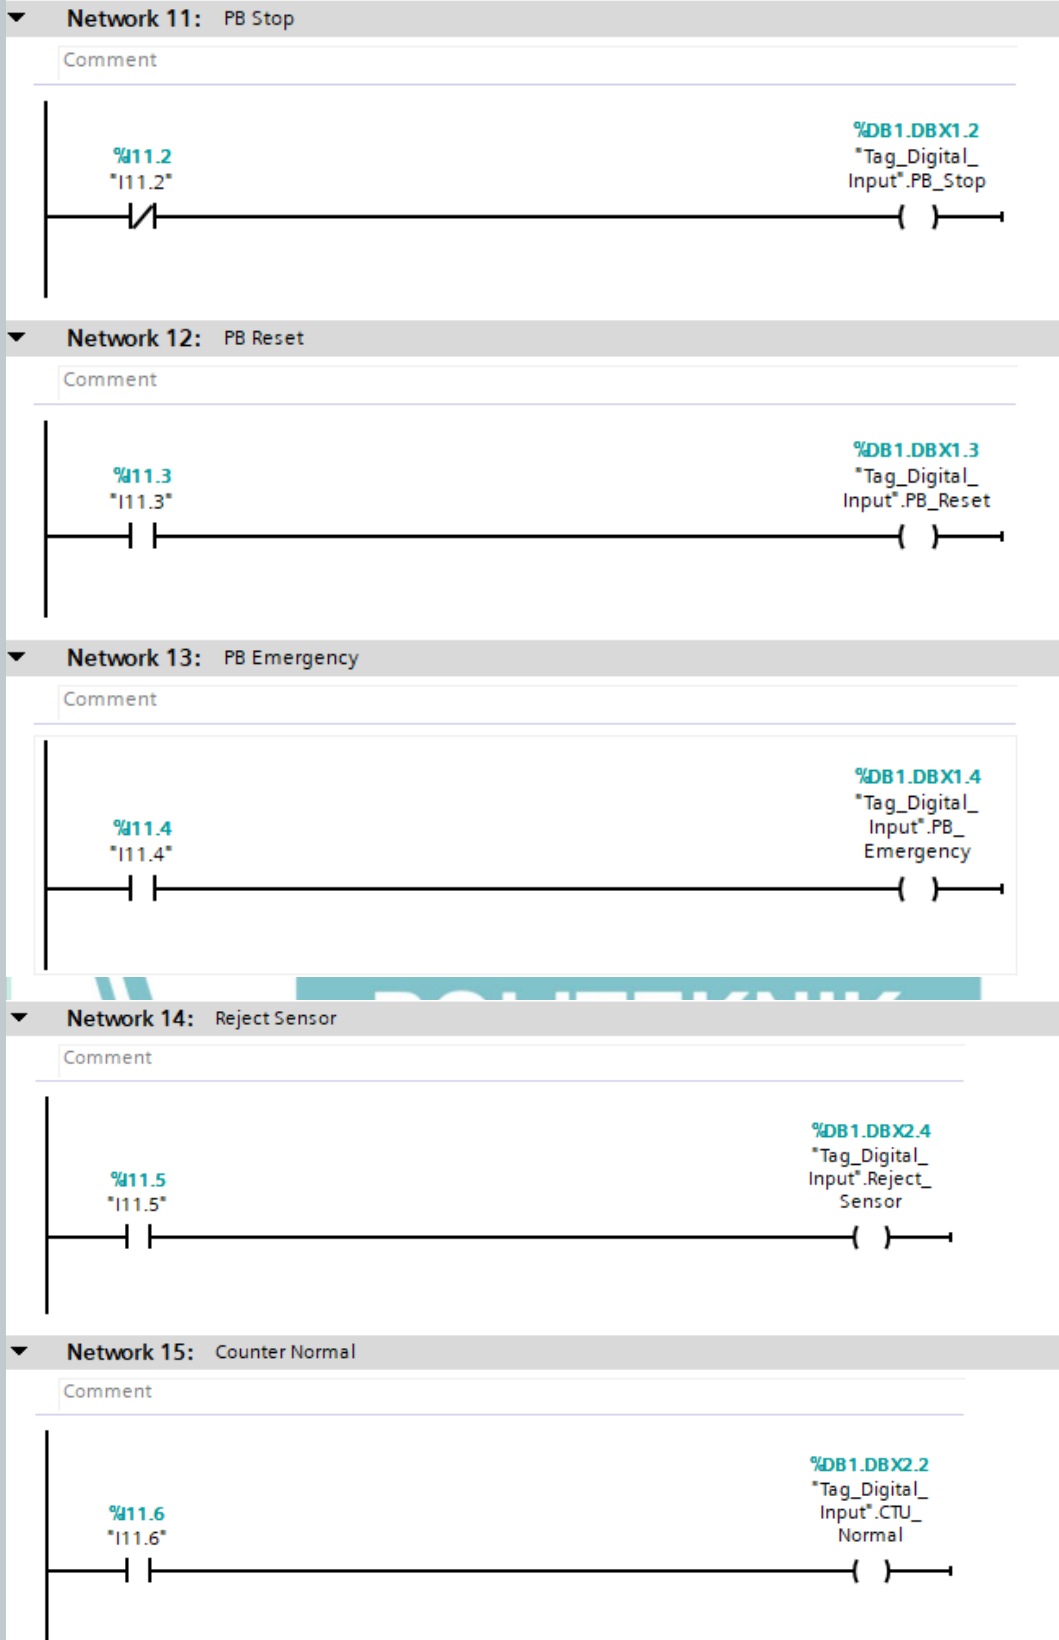 Network 11: PB Stop
Comment
%DB1.DBX1.2
"Tag_Digital_
Input".PB_Stop
%I11.2
"I11.2"
Network 12: PB Reset
Comment
%DB1.DBX1.3
"Tag_Digital_
Input".PB_Reset
%I11.3
"I11.3"
Network 13: PB Emergency
Comment
%DB1.DBX1.4
"Tag_Digital_
Input".PB_
Emergency
%I11.4
"I11.4"
POLITEKNIK
Network 14: Reject Sensor
Comment
%DB1.DBX2.4
"Tag_Digital_
Input".Reject_
Sensor
%I11.5
"I11.5"
Network 15: Counter Normal
Comment
%DB1.DBX2.2
"Tag_Digital_
Input".CTU_
Normal
%I11.6
"I11.6"